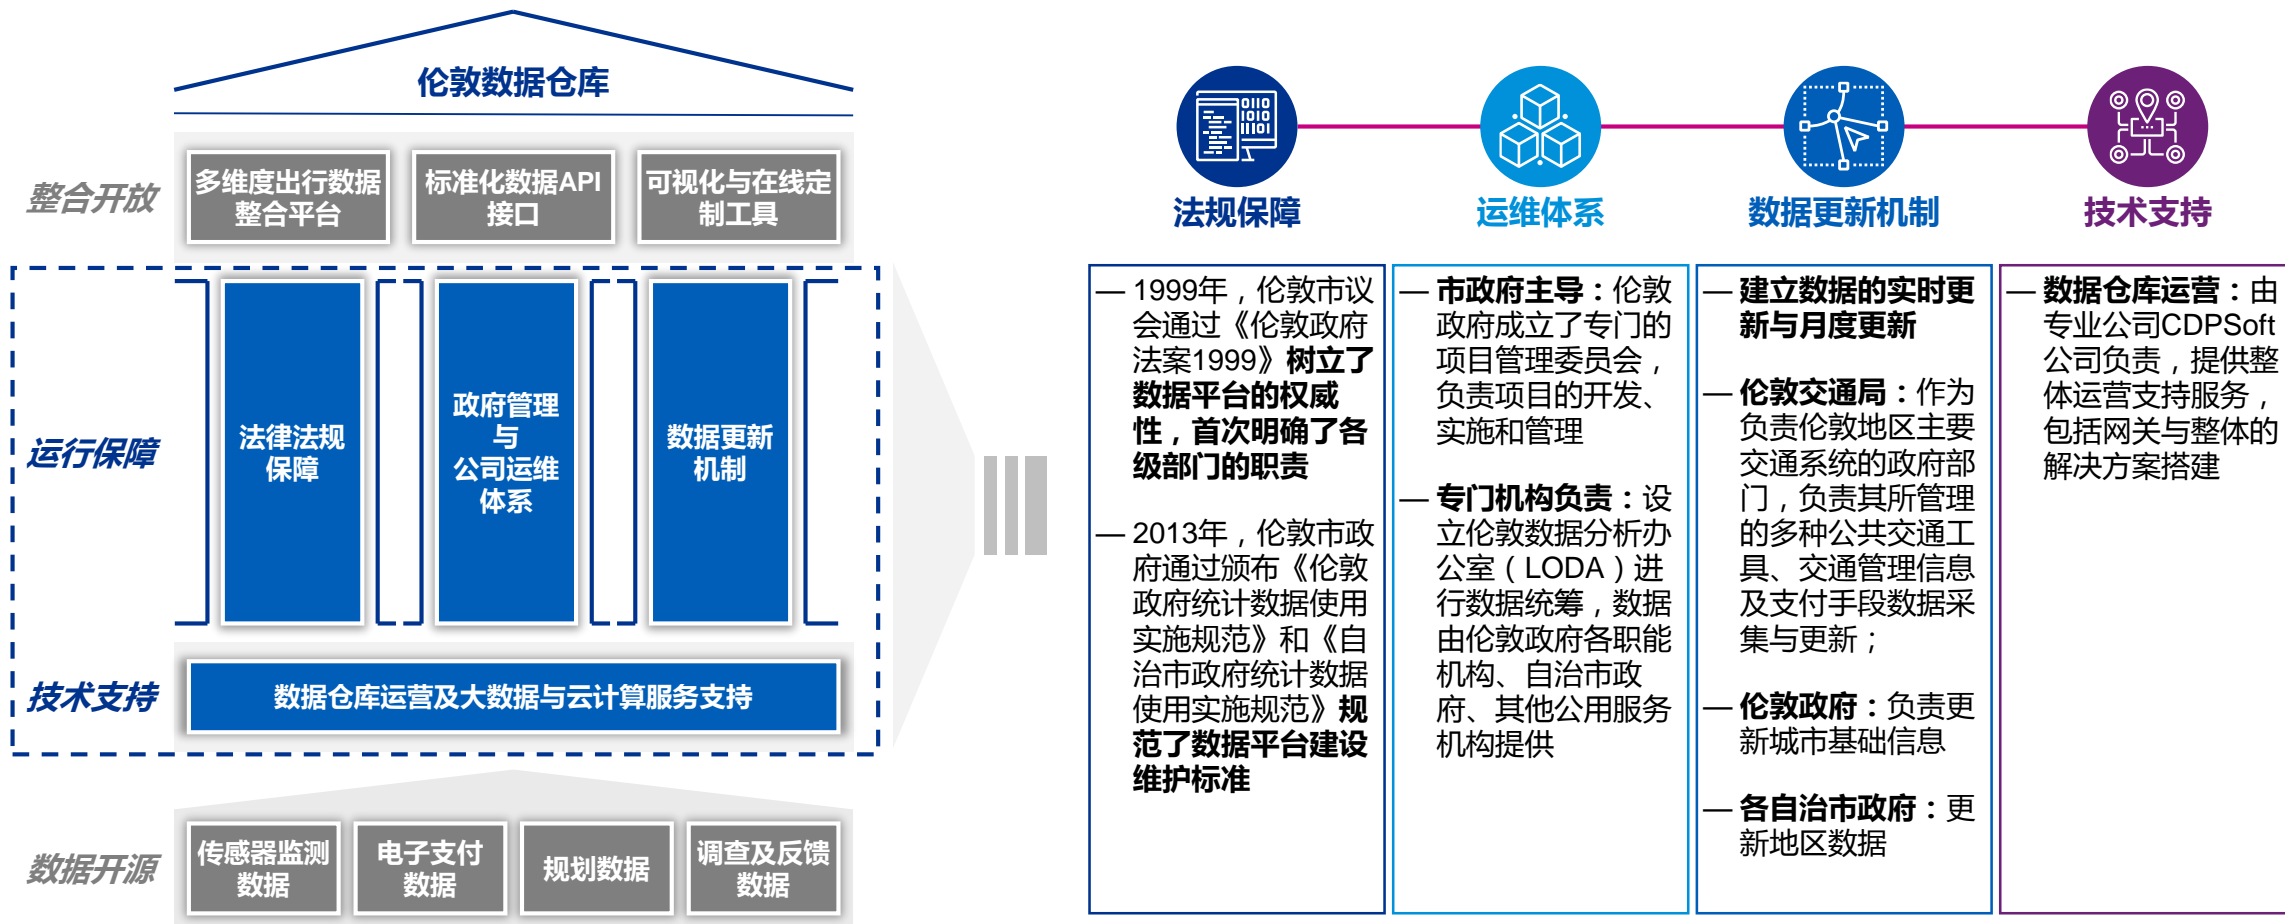 伦敦数据仓库
整合开放
多维度出行数据
整合平台
标准化数据API
接口
可视化与在线定
制工具
运行保障
法律法规
保障
政府管理
与
公司运维
体系
数据更新
机制
技术支持
数据仓库运营及大数据与云计算服务支持
数据开源
传感器监测
数据
电子支付
数据
规划数据
调查及反馈
数据
0110
1010
11101
法规保障
— 1999年，伦敦市议
会通过《伦敦政府
法案1999》树立了
数据平台的权威
性，首次明确了各
级部门的职责
— 2013年，伦敦市政
府通过颁布《伦敦
政府统计数据使用
实施规范》和《自
治市政府统计数据
使用实施规范》规
范了数据平台建设
维护标准
运维体系
— 市政府主导：伦敦
政府成立了专门的
项目管理委员会，
负责项目的开发、
实施和管理
— 专门机构负责：设
立伦敦数据分析办
公室（LODA）进
行数据统筹，数据
由伦敦政府各职能
机构、自治市政
府、其他公用服务
机构提供
数据更新机制
— 建立数据的实时更
新与月度更新
— 伦敦交通局：作为
负责伦敦地区主要
交通系统的政府部
门，负责其所管理
的多种公共交通工
具、交通管理信息
及支付手段数据采
集与更新；
— 伦敦政府：负责更
新城市基础信息
— 各自治市政府：更
新地区数据
技术支持
— 数据仓库运营：由
专业公司CDPSoft
公司负责，提供整
体运营支持服务，
包括网关与整体的
解决方案搭建